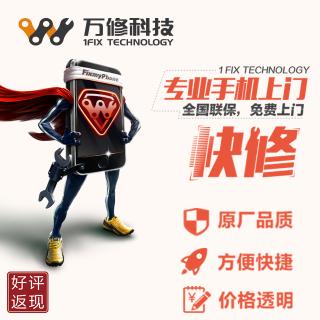 万修科技
1FIX TECHNOLOGY
1 FIX TECHNOLOGY
专业手机上门
全国联保，免费上门
快修
FixmyPhone
原厂品质
方便快捷
价格透明
好评
返现